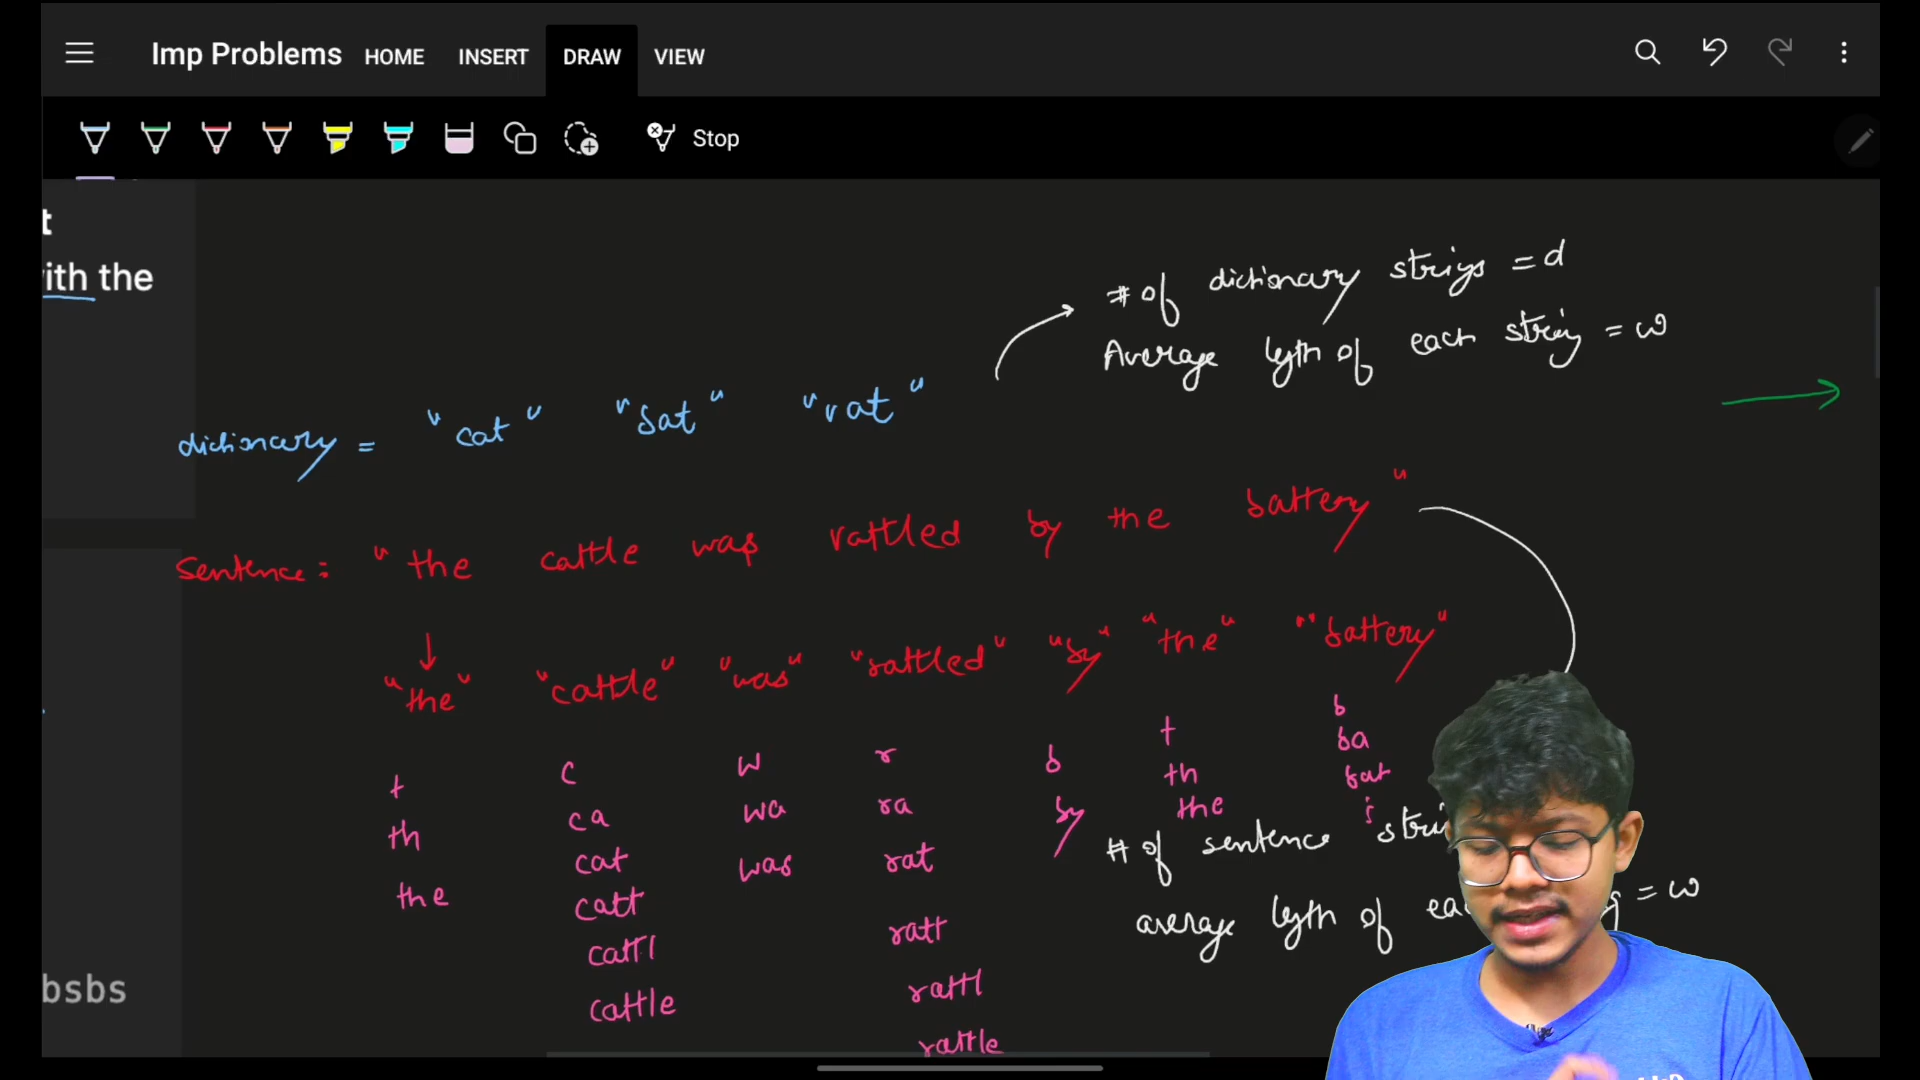 Imp Problems HOME INSERT DRAW VIEW
Stop
t
ith the
# of dictionary strings = d
Average lgth of each string = w
dictionary = "cat" "bat" "rat"
sentence: "the cattle was rattled by the battery"
"the" "cattle" "was" "rattled" "by" "the" "battery"
t
th
the
c
ca
cat
catt
cattl
cattle
w
wa
was
r
ra
rat
ratt
rattl
rattle
b
by
t
th
the
b
ba
bat
# of sentence
average lgth of = w
bsbs